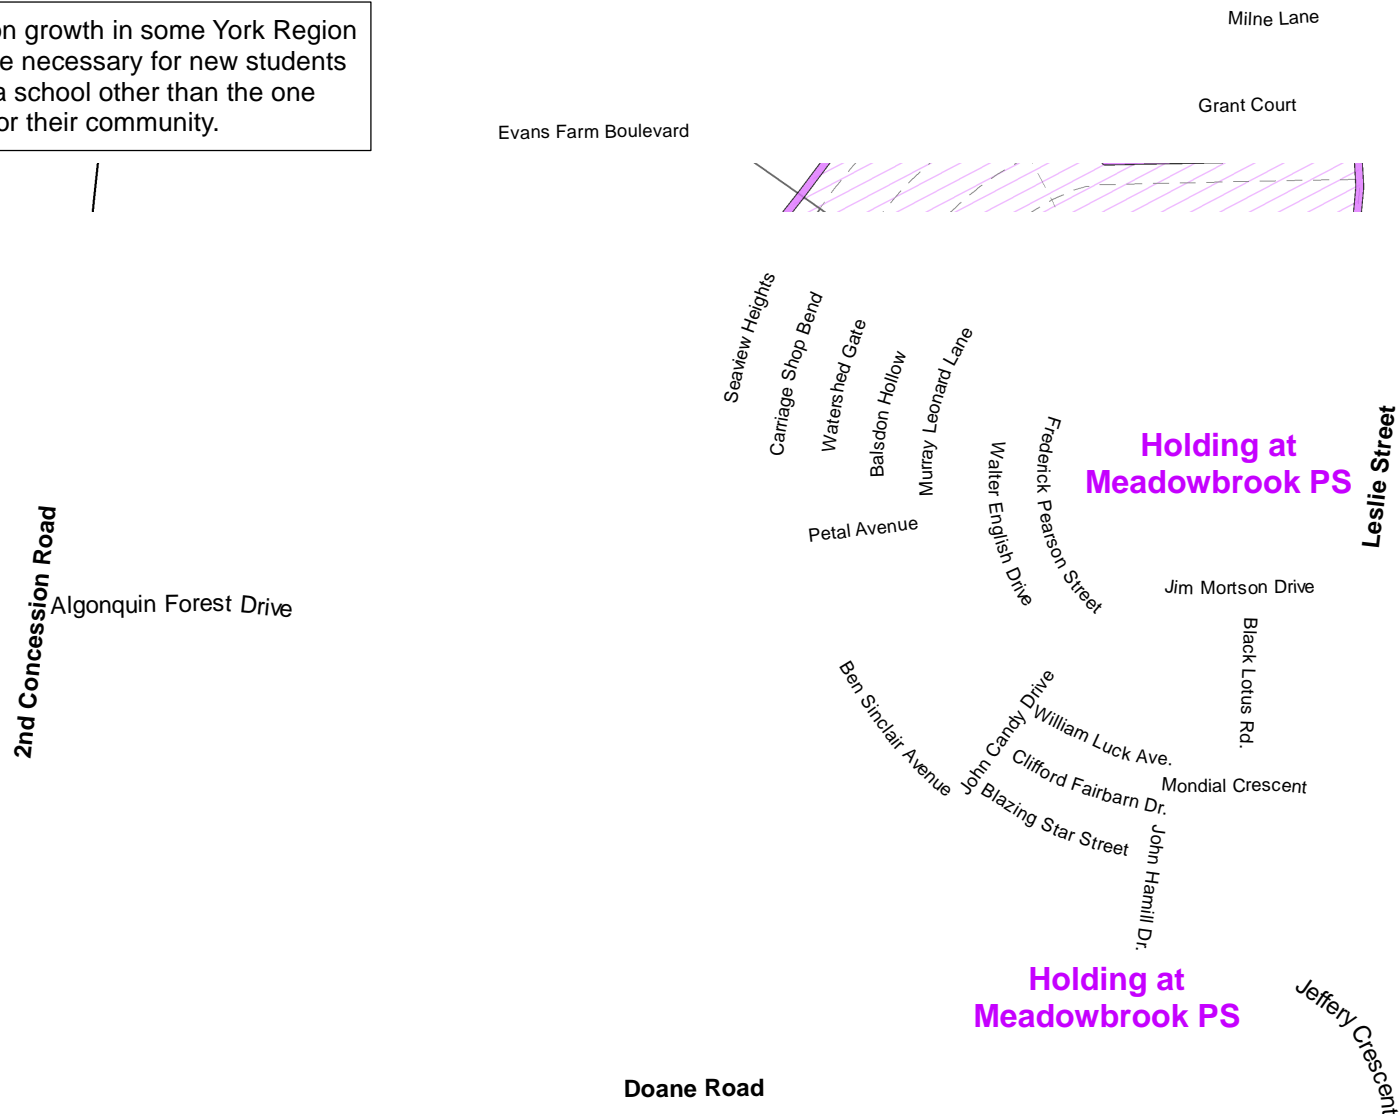 on growth in some York Region
e necessary for new students
a school other than the one
or their community.
Milne Lane
Grant Court
Evans Farm Boulevard
Seaview Heights
Carriage Shop Bend
Watershed Gate
Balsdon Hollow
Murray Leonard Lane
Walter English Drive
Frederick Pearson Street
Holding at
Meadowbrook PS
Leslie Street
Petal Avenue
2nd Concession Road
Algonquin Forest Drive
Jim Mortson Drive
Black Lotus Rd.
Ben Sinclair Avenue
John Candy Drive
William Luck Ave.
Clifford Fairbarn Dr.
Mondial Crescent
Blazing Star Street
John Hamill Dr.
Holding at
Meadowbrook PS
Jeffery Crescent
Doane Road